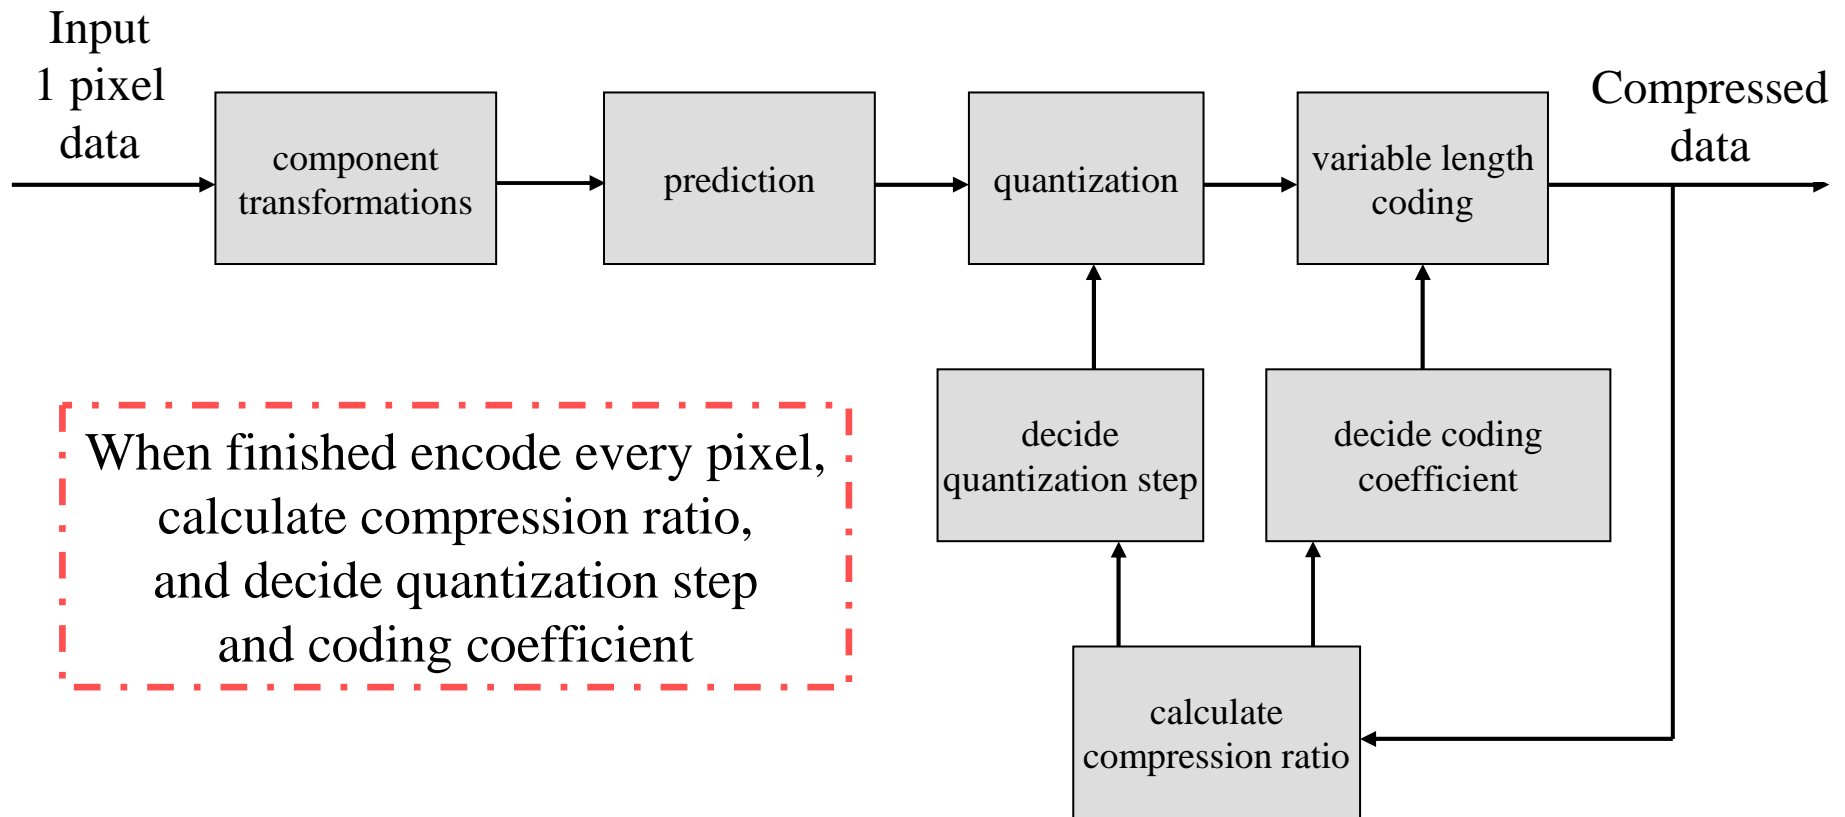 Input
1 pixel
data
component
transformations
prediction
quantization
variable length
coding
Compressed
data
When finished encode every pixel,
calculate compression ratio,
and decide quantization step
and coding coefficient
decide
quantization step
decide coding
coefficient
calculate
compression ratio